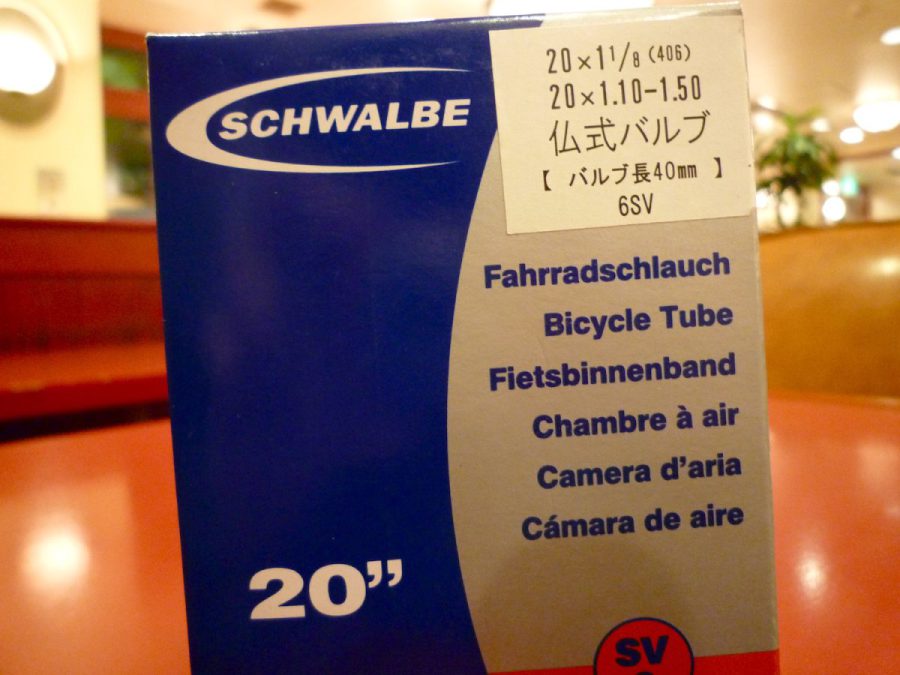 SCHWALBE
20×1 1/8 (406)
20×1.10-1.50
仏式バルブ
【 バルブ長40mm 】
6SV
Fahrradschlauch
Bicycle Tube
Fietsbinnenband
Chambre à air
Camera d'aria
Cámara de aire
20”
SV